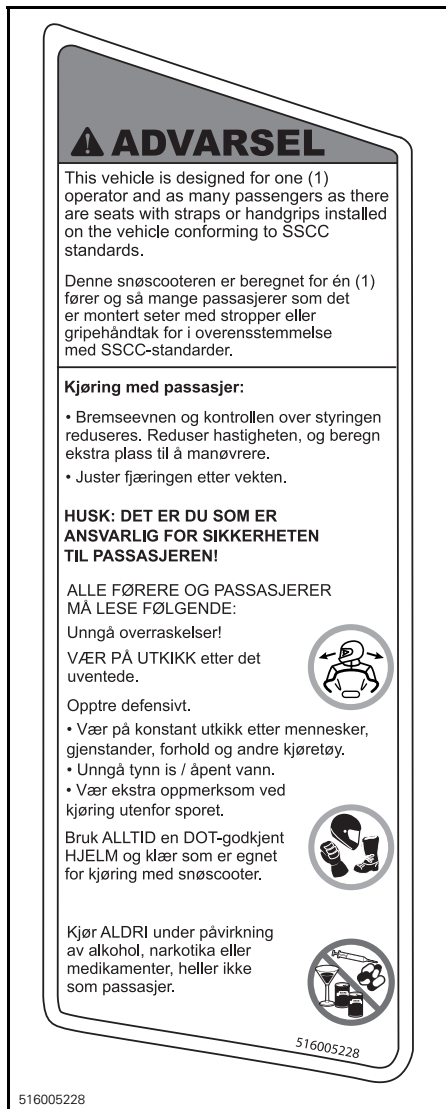 ADVARSEL
This vehicle is designed for one (1)
operator and as many passengers as there
are seats with straps or handgrips installed
on the vehicle conforming to SSCC
standards.
Denne snøscooteren er beregnet for én (1)
fører og så mange passasjerer som det
er montert seter med stropper eller
gripehåndtak for i overensstemmelse
med SSCC-standarder.
Kjøring med passasjer:
• Bremseevnen og kontrollen over styringen
reduseres. Reduser hastigheten, og beregn
ekstra plass til å manøvrere.
• Juster fjæringen etter vekten.
HUSK: DET ER DU SOM ER
ANSVARLIG FOR SIKKERHETEN
TIL PASSASJEREN!
ALLE FØRERE OG PASSASJERER
MÅ LESE FØLGENDE:
Unngå overraskelser!
VÆR PÅ UTKIKK etter det
uventede.
Opptre defensivt.
• Vær på konstant utkikk etter mennesker,
gjenstander, forhold og andre kjøretøy.
• Unngå tynn is / åpent vann.
• Vær ekstra oppmerksom ved
kjøring utenfor sporet.
Bruk ALLTID en DOT-godkjent
HJELM og klær som er egnet
for kjøring med snøscooter.
Kjør ALDRI under påvirkning
av alkohol, narkotika eller
medikamenter, heller ikke
som passasjer.
516005228
516005228